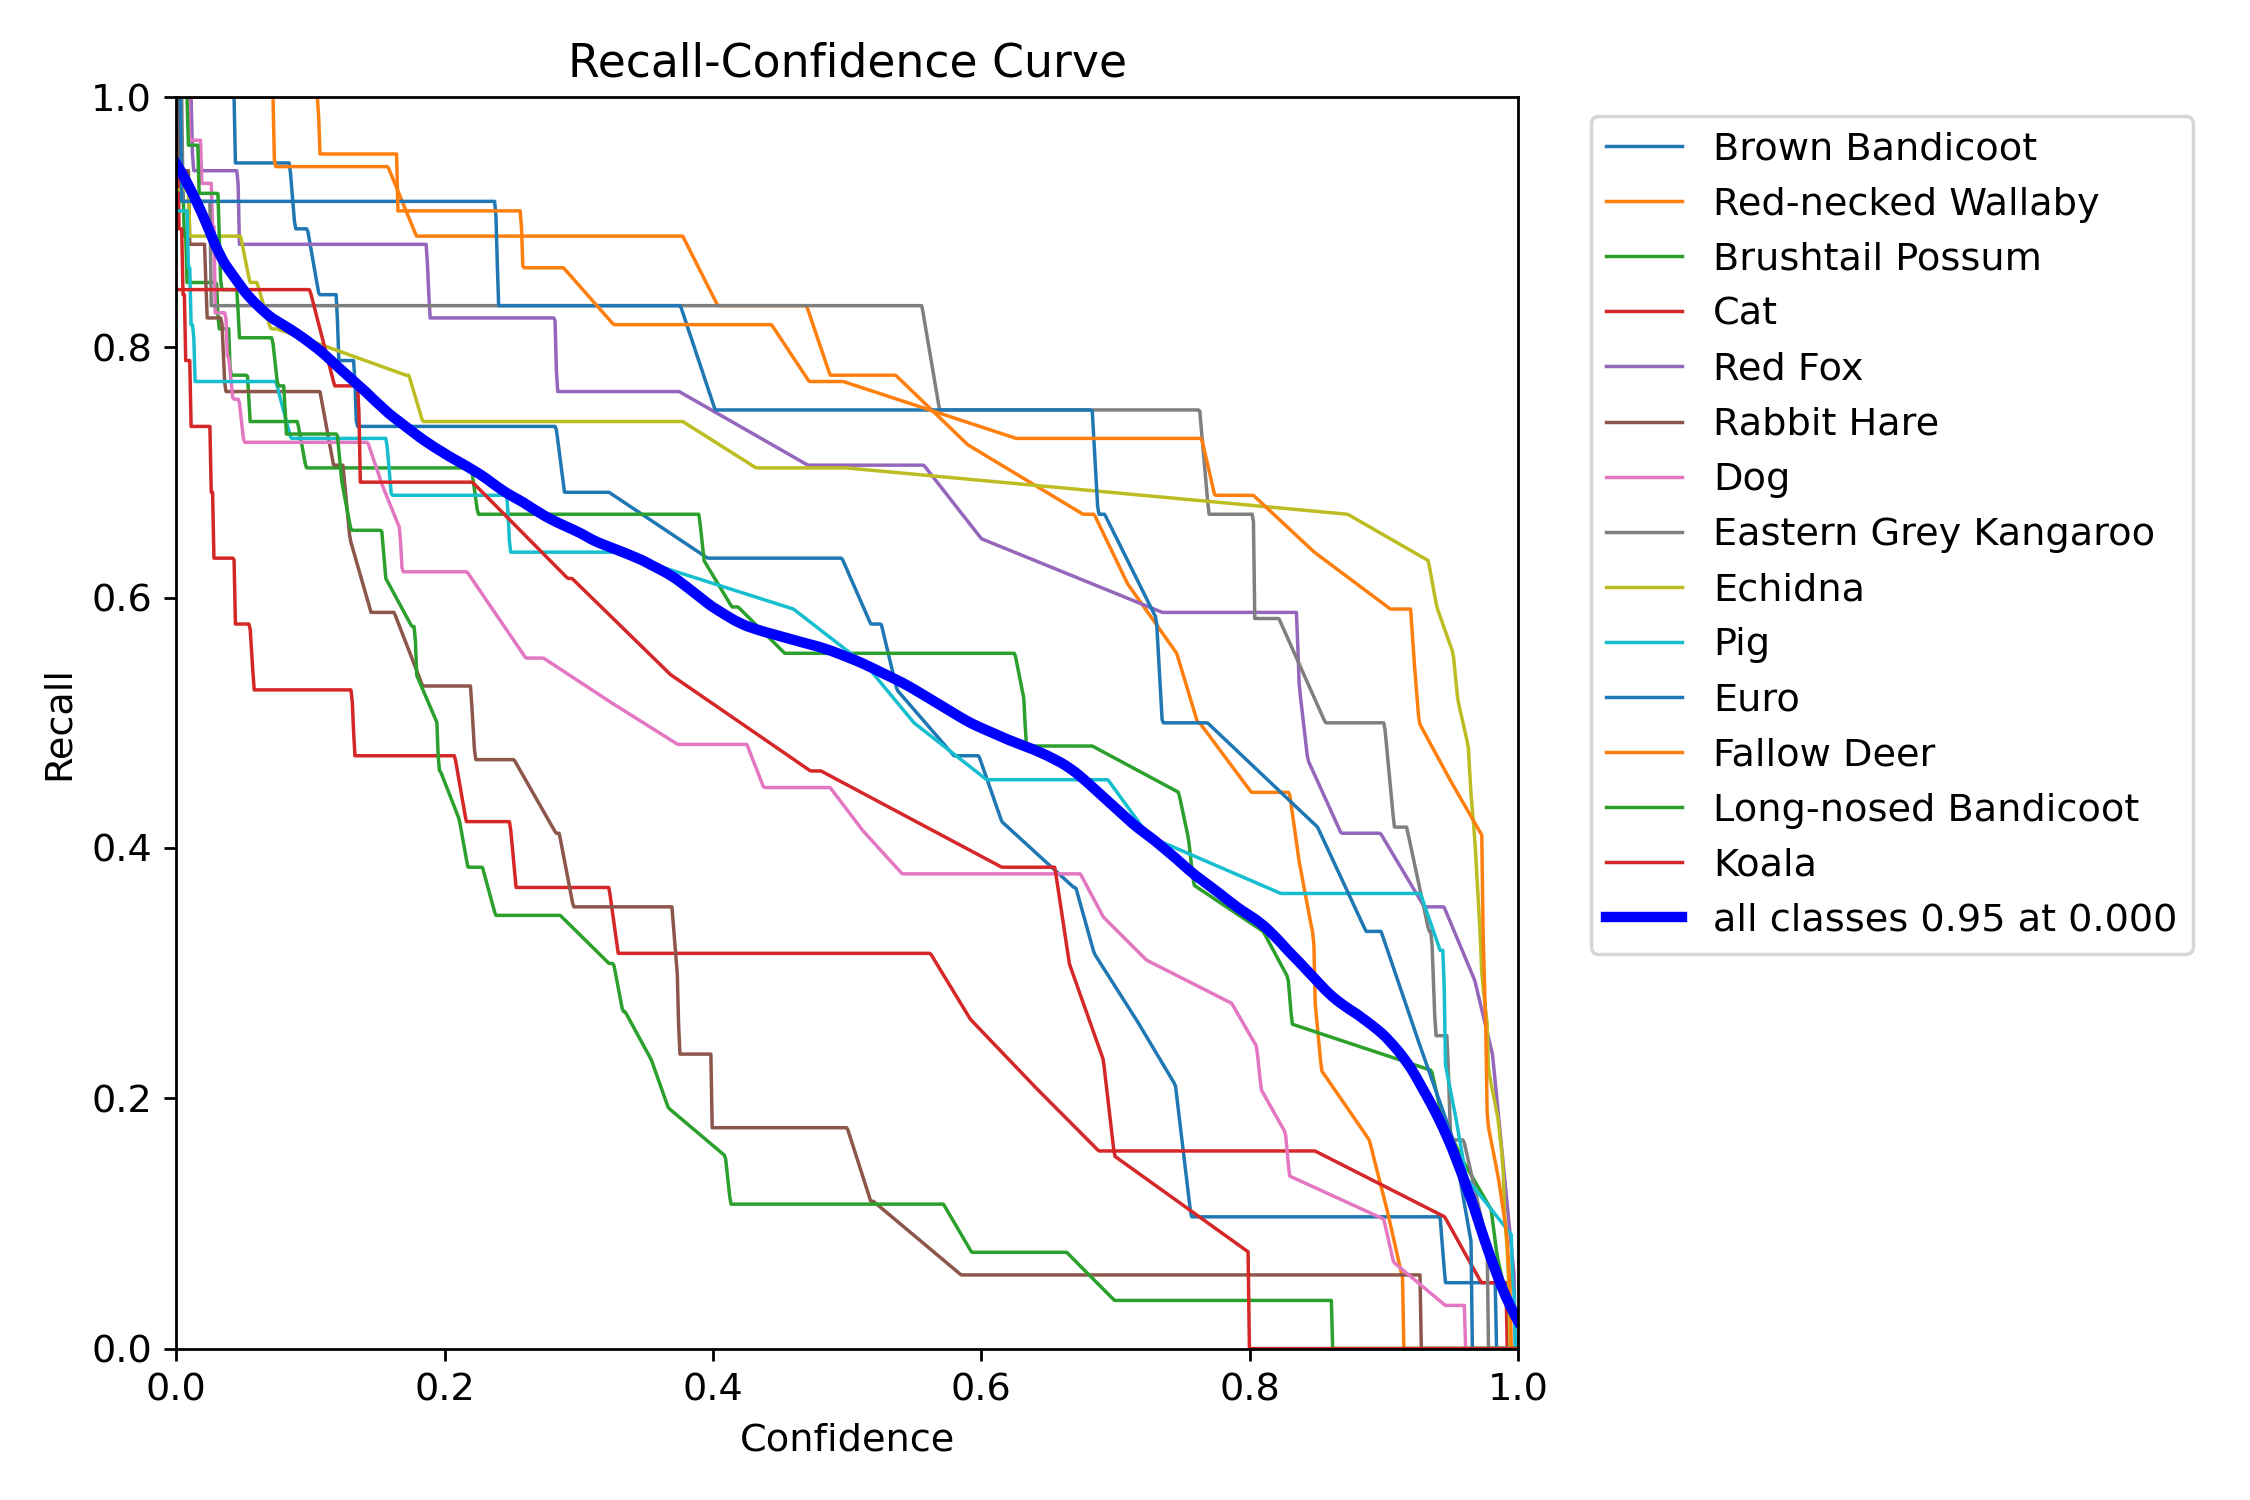 Recall-Confidence Curve
1.0
0.8
0.6
0.4
0.2
0.0
Recall
0.0 0.2 0.4 0.6 0.8 1.0
Confidence
Brown Bandicoot
Red-necked Wallaby
Brushtail Possum
Cat
Red Fox
Rabbit Hare
Dog
Eastern Grey Kangaroo
Echidna
Pig
Euro
Fallow Deer
Long-nosed Bandicoot
Koala
all classes 0.95 at 0.000